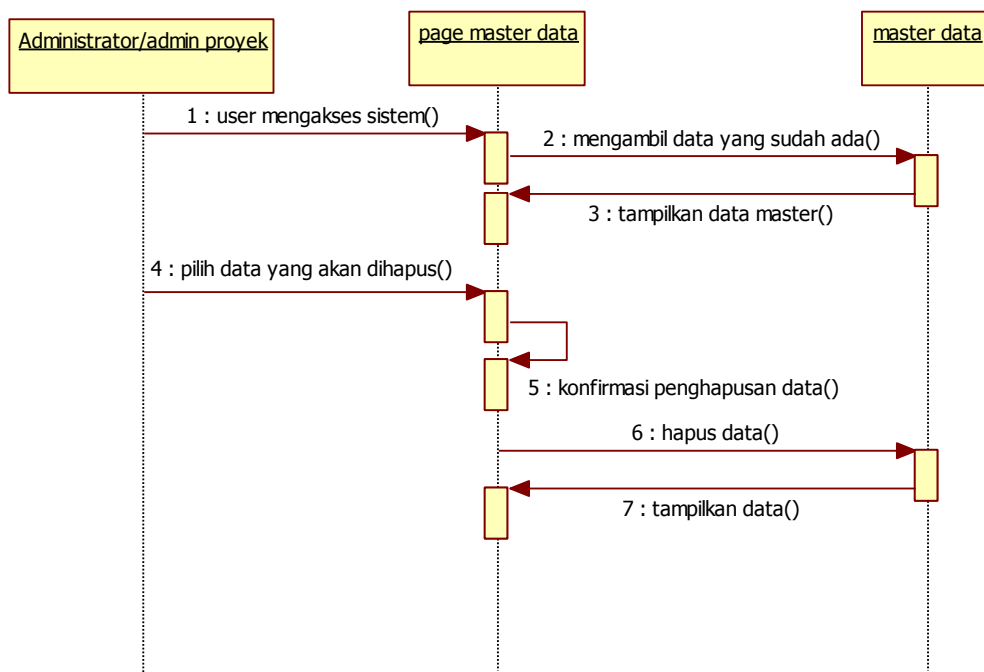 Administrator/admin proyek
page master data
master data
1 : user mengakses sistem()
2 : mengambil data yang sudah ada()
3 : tampilkan data master()
4 : pilih data yang akan dihapus()
5 : konfirmasi penghapusan data()
6 : hapus data()
7 : tampilkan data()